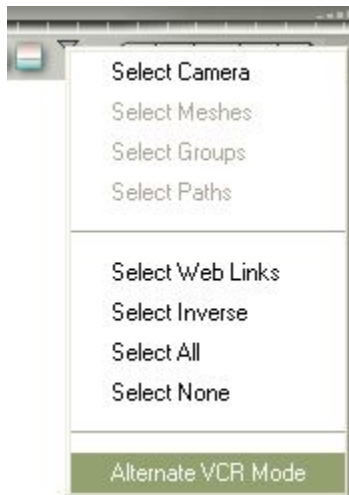 Select Camera
Select Meshes
Select Groups
Select Paths
Select Web Links
Select Inverse
Select All
Select None
Alternate VCR Mode